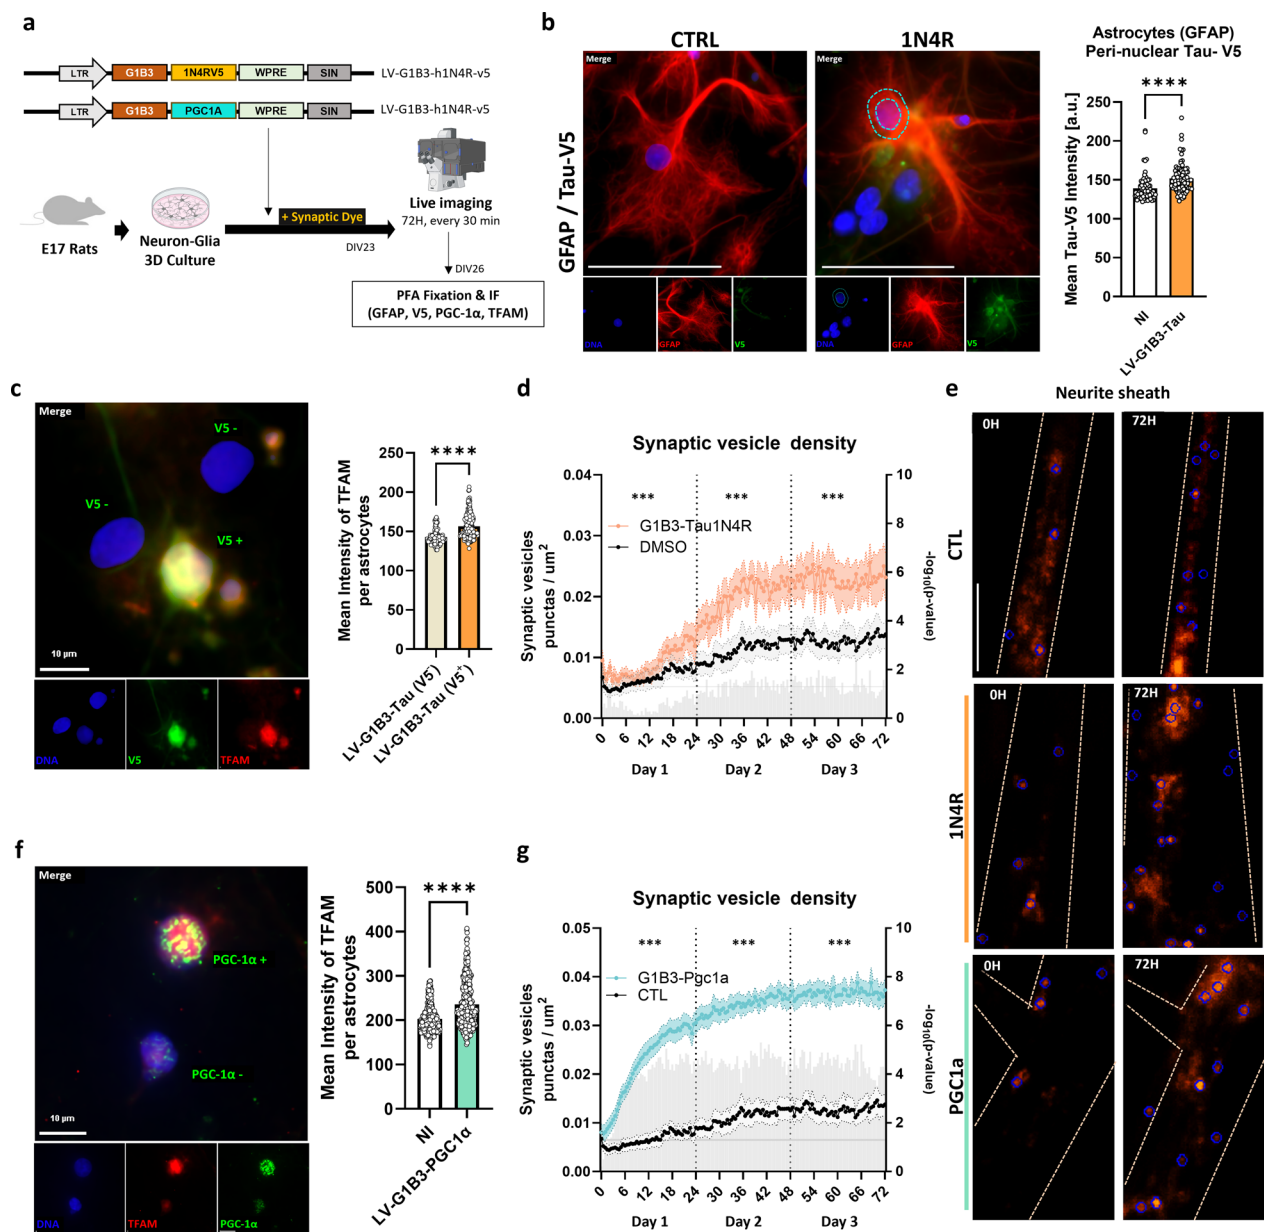 a
LTR G1B3 1N4RV5 WPRE SIN LV-G1B3-h1N4R-v5
LTR G1B3 PGC1A WPRE SIN LV-G1B3-h1N4R-v5
+ Synaptic Dye
E17 Rats
Neuron-Glia
3D Culture
DIV23
Live imaging
72H, every 30 min
DIV26
PFA Fixation & IF
(GFAP, V5, PGC-1α, TFAM)
b
CTRL
1N4R
GFAP / Tau-V5
Merge
Merge
DNA
GFAP
V5
DNA
GFAP
V5
Astrocytes (GFAP)
Peri-nuclear Tau- V5
****
Mean Tau-V5 Intensity [a.u.]
250
200
150
100
50
0
NI
LV-G1B3-Tau
c
Merge
V5 -
V5 -
V5 +
10 µm
DNA
V5
TFAM
****
Mean Intensity of TFAM
per astrocytes
250
200
150
100
50
0
LV-G1B3-Tau (V5-)
LV-G1B3-Tau (V5+)
d
Synaptic vesicle density
Synaptic vesicles
punctas / um2
0.04
0.03
0.02
0.01
0.00
*** *** ***
G1B3-Tau1N4R
DMSO
10
8
6
4
2
0
-log10(p-value)
0 6 12 18 24 30 36 42 48 54 60 66 72
Day 1 Day 2 Day 3
e
Neurite sheath
CTL
0H
72H
1N4R
0H
72H
PGC1a
0H
72H
f
Merge
PGC-1α +
PGC-1α -
10 µm
DNA
TFAM
PGC-1α
****
Mean Intensity of TFAM
per astrocytes
500
400
300
200
100
0
NI
LV-G1B3-PGC1α
g
Synaptic vesicle density
Synaptic vesicles
punctas / um2
0.05
0.04
0.03
0.02
0.01
0.00
*** *** ***
G1B3-Pgc1a
CTL
10
8
6
4
2
0
-log10(p-value)
0 6 12 18 24 30 36 42 48 54 60 66 72
Day 1 Day 2 Day 3